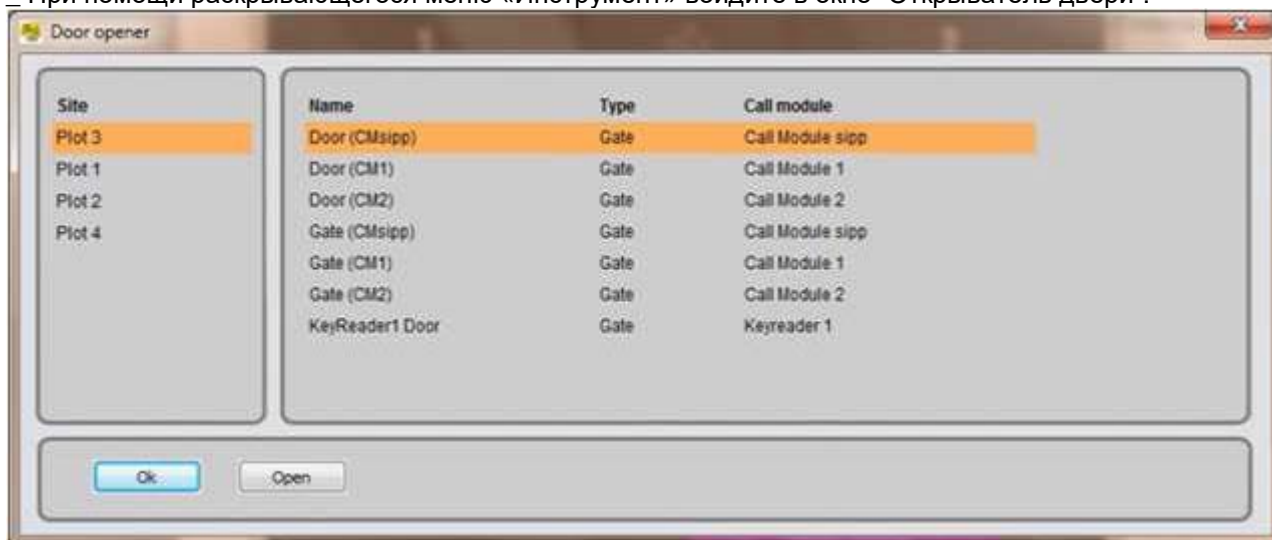 _ При помощи раскрывающегося меню «Инструмент» войдите в окно "Открыватель двери".
Door opener
Site
Plot 3
Plot 1
Plot 2
Plot 4
Name Type Call module
Door (CMsipp) Gate Call Module sipp
Door (CM1) Gate Call Module 1
Door (CM2) Gate Call Module 2
Gate (CMsipp) Gate Call Module sipp
Gate (CM1) Gate Call Module 1
Gate (CM2) Gate Call Module 2
KeyReader1 Door Gate Keyreader 1
Ok Open